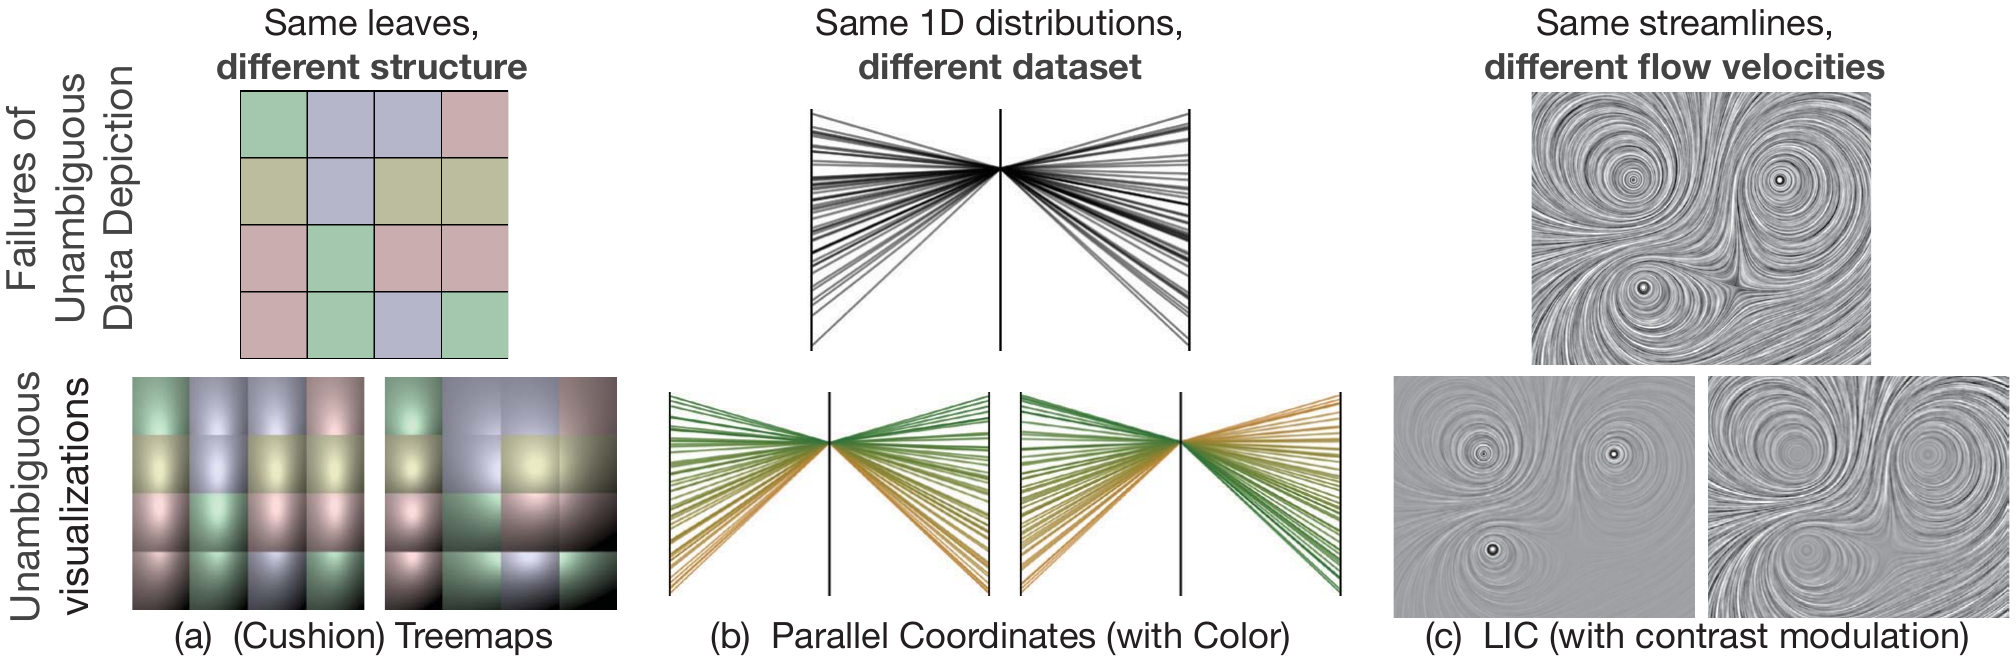 Same leaves,
different structure
Same 1D distributions,
different dataset
Same streamlines,
different flow velocities
Failures of
Unambiguous
Data Depiction
Unambiguous
visualizations
(a) (Cushion) Treemaps
(b) Parallel Coordinates (with Color)
(c) LIC (with contrast modulation)